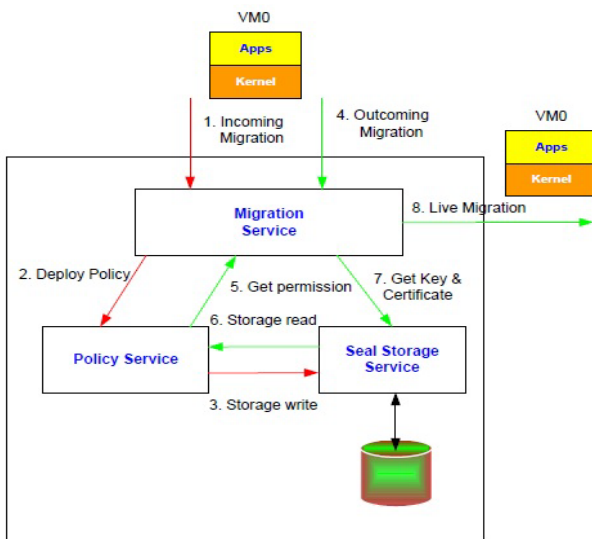 VM0
Apps
Kernel
1. Incoming
Migration
4. Outcoming
Migration
VM0
Apps
Kernel
Migration
Service
8. Live Migration
2. Deploy Policy
5. Get permission
7. Get Key &
Certificate
6. Storage read
Policy Service
Seal Storage
Service
3. Storage write